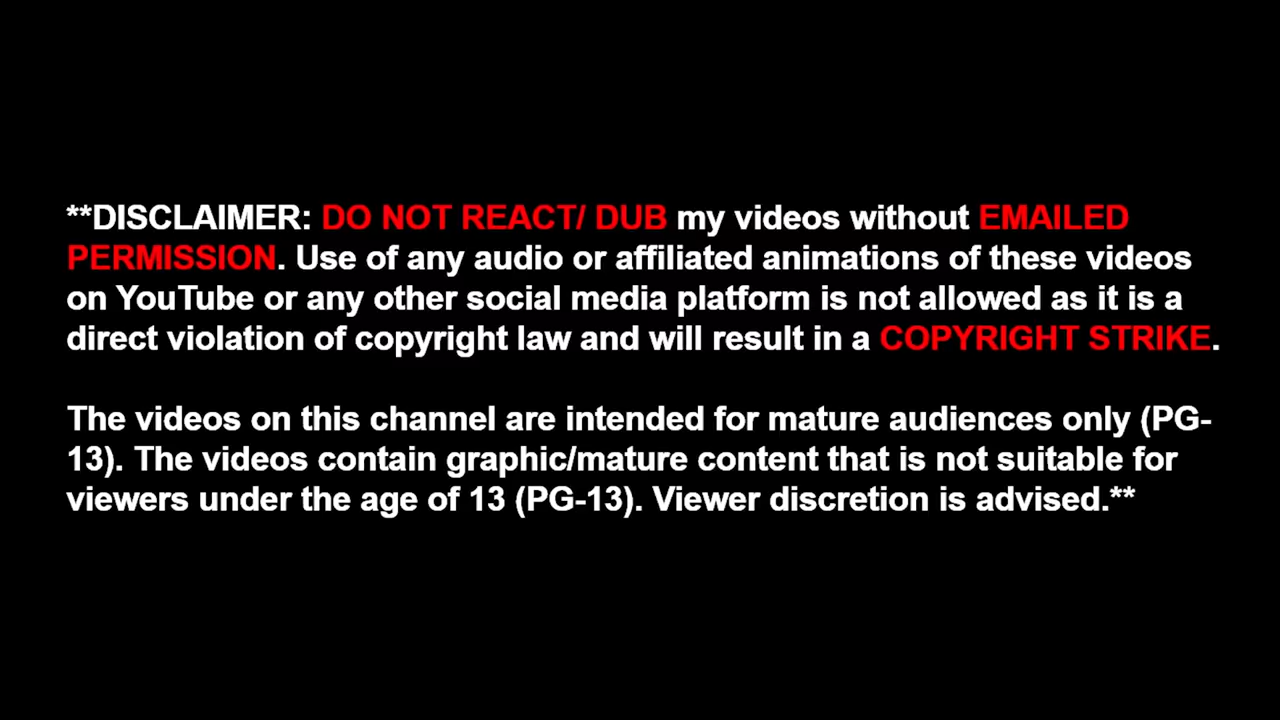 **DISCLAIMER: DO NOT REACT/ DUB my videos without EMAILED
PERMISSION. Use of any audio or affiliated animations of these videos
on YouTube or any other social media platform is not allowed as it is a
direct violation of copyright law and will result in a COPYRIGHT STRIKE.
The videos on this channel are intended for mature audiences only (PG-
13). The videos contain graphic/mature content that is not suitable for
viewers under the age of 13 (PG-13). Viewer discretion is advised.**